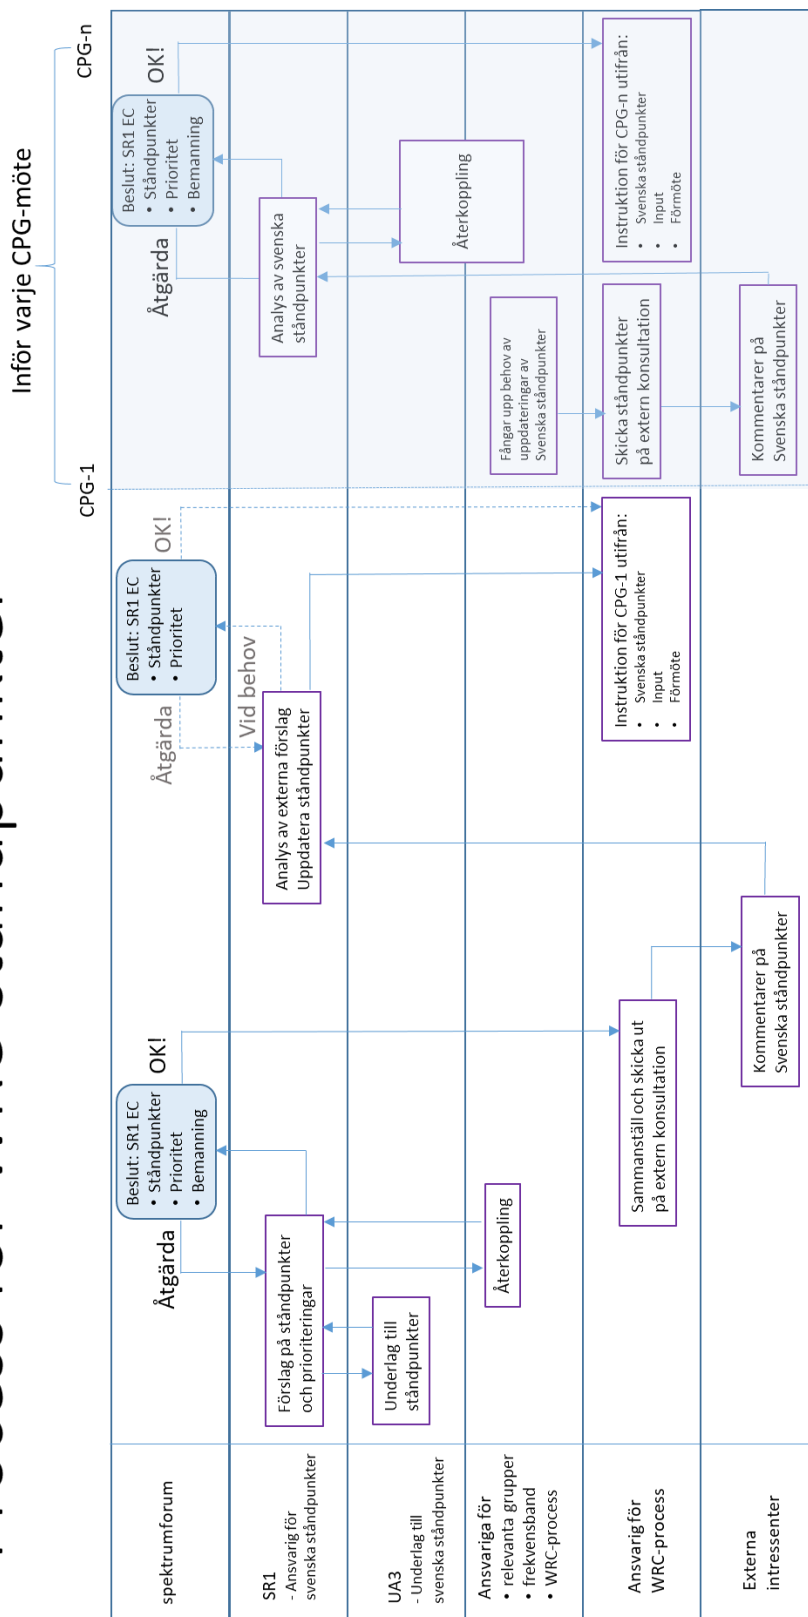 Process för WRC-ståndpunkter
Inför varje CPG-möte
CPG-1
CPG-n
spektrumforum
Åtgärda
Beslut: SR1 EC
• Ståndpunkter
• Prioritet
• Bemanning
OK!
Åtgärda
Beslut: SR1 EC
• Ståndpunkter
• Prioritet
OK!
Åtgärda
Beslut: SR1 EC
• Ståndpunkter
• Prioritet
• Bemanning
OK!
SR1
- Ansvarig för
svenska ståndpunkter
Förslag på ståndpunkter
och prioriteringar
Analys av externa förslag
Uppdatera ståndpunkter
Vid behov
Analys av svenska
ståndpunkter
UA3
- Underlag till
svenska ståndpunkter
Underlag till
ståndpunkter
Återkoppling
Ansvariga för
• relevanta grupper
• frekvensband
• WRC-process
Återkoppling
Fångar upp behov av
uppdateringar av
Svenska ståndpunkter
Ansvarig för
WRC-process
Sammanställ och skicka ut
på extern konsultation
Instruktion för CPG-1 utifrån:
• Svenska ståndpunkter
• Input
• Förmöte
Skicka ståndpunkter
på extern konsultation
Instruktion för CPG-n utifrån:
• Svenska ståndpunkter
• Input
• Förmöte
Externa
intressenter
Kommentarer på
Svenska ståndpunkter
Kommentarer på
Svenska ståndpunkter